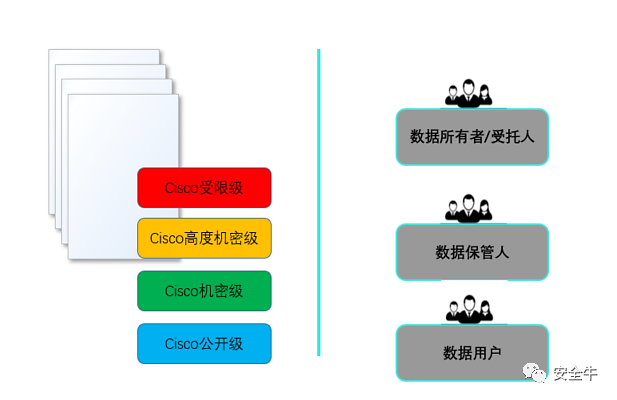 Cisco受限级
Cisco高度机密级
Cisco机密级
Cisco公开级
数据所有者/受托人
数据保管人
数据用户
安全牛